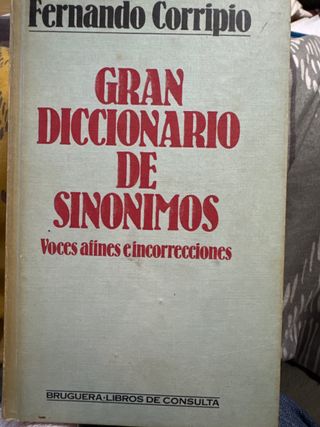 Fernando Corripio
GRAN
DICCIONARIO
DE
SINONIMOS
Voces afines e incorrecciones
BRUGUERA·LIBROS DE CONSULTA